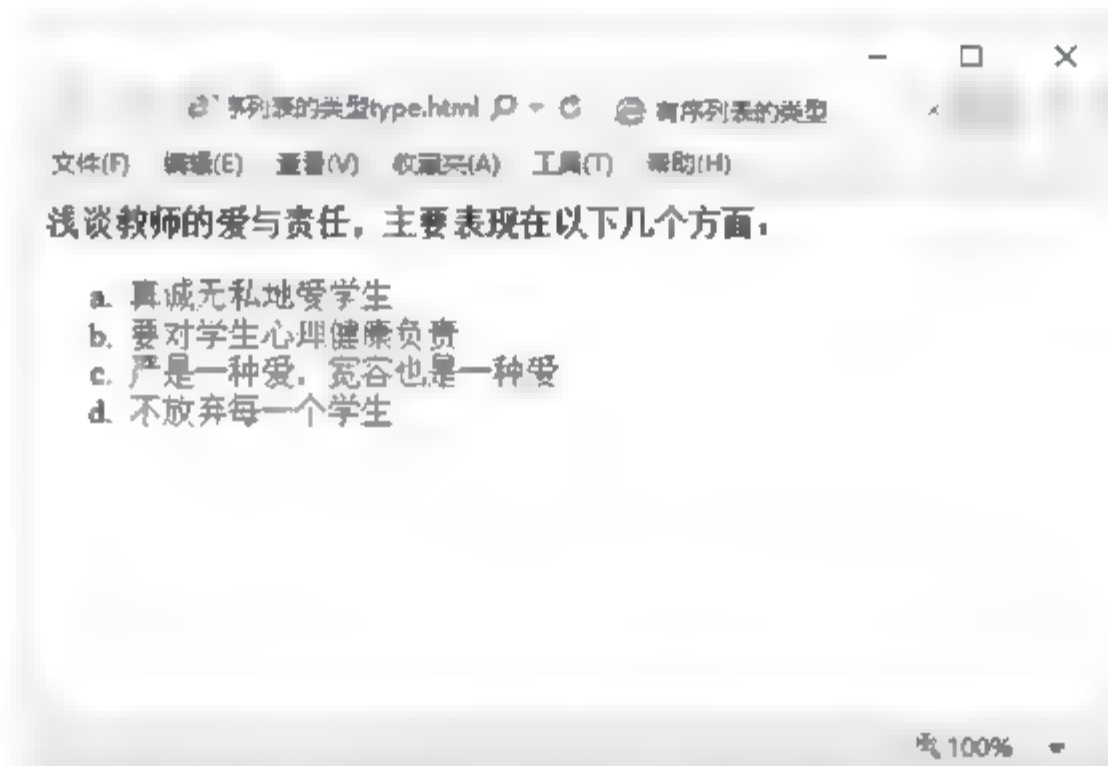 序列表的类型type.html
有序列表的类型
文件(F) 编辑(E) 查看(V) 收藏夹(A) 工具(T) 帮助(H)
浅谈教师的爱与责任，主要表现在以下几个方面：
a. 真诚无私地爱学生
b. 要对学生心理健康负责
c. 严是一种爱，宽容也是一种爱
d. 不放弃每一个学生
100%